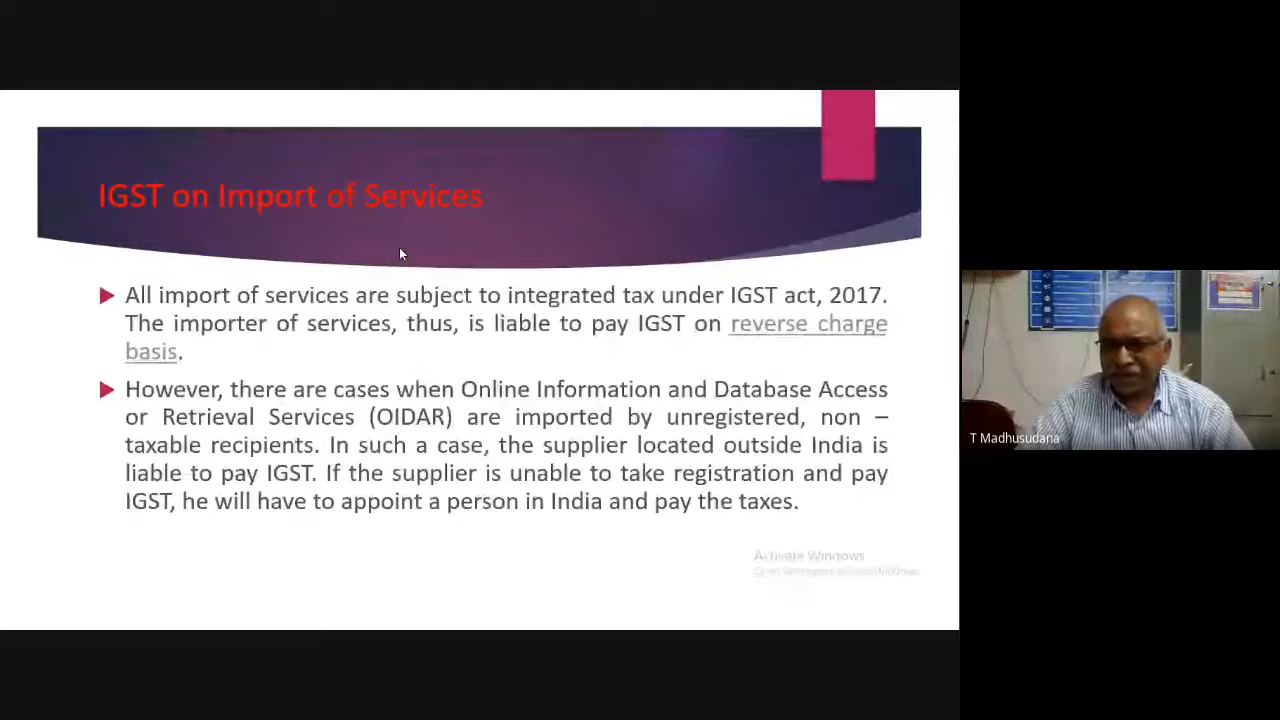 IGST on Import of Services
All import of services are subject to integrated tax under IGST act, 2017.
The importer of services, thus, is liable to pay IGST on reverse charge
basis.
However, there are cases when Online Information and Database Access
or Retrieval Services (OIDAR) are imported by unregistered, non –
taxable recipients. In such a case, the supplier located outside India is
liable to pay IGST. If the supplier is unable to take registration and pay
IGST, he will have to appoint a person in India and pay the taxes.
Activate Windows
T Madhusudana